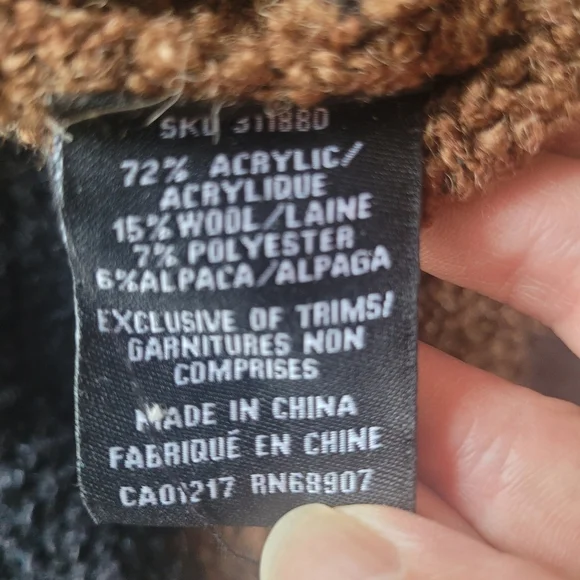 SKU 311880
72% ACRYLIC/
ACRYLIQUE
15% WOOL/LAINE
7% POLYESTER
6%ALPACA/ALPAGA
EXCLUSIVE OF TRIMS/
GARNITURES NON
COMPRISES
MADE IN CHINA
FABRIQUÉ EN CHINE
CA01217 RN68907